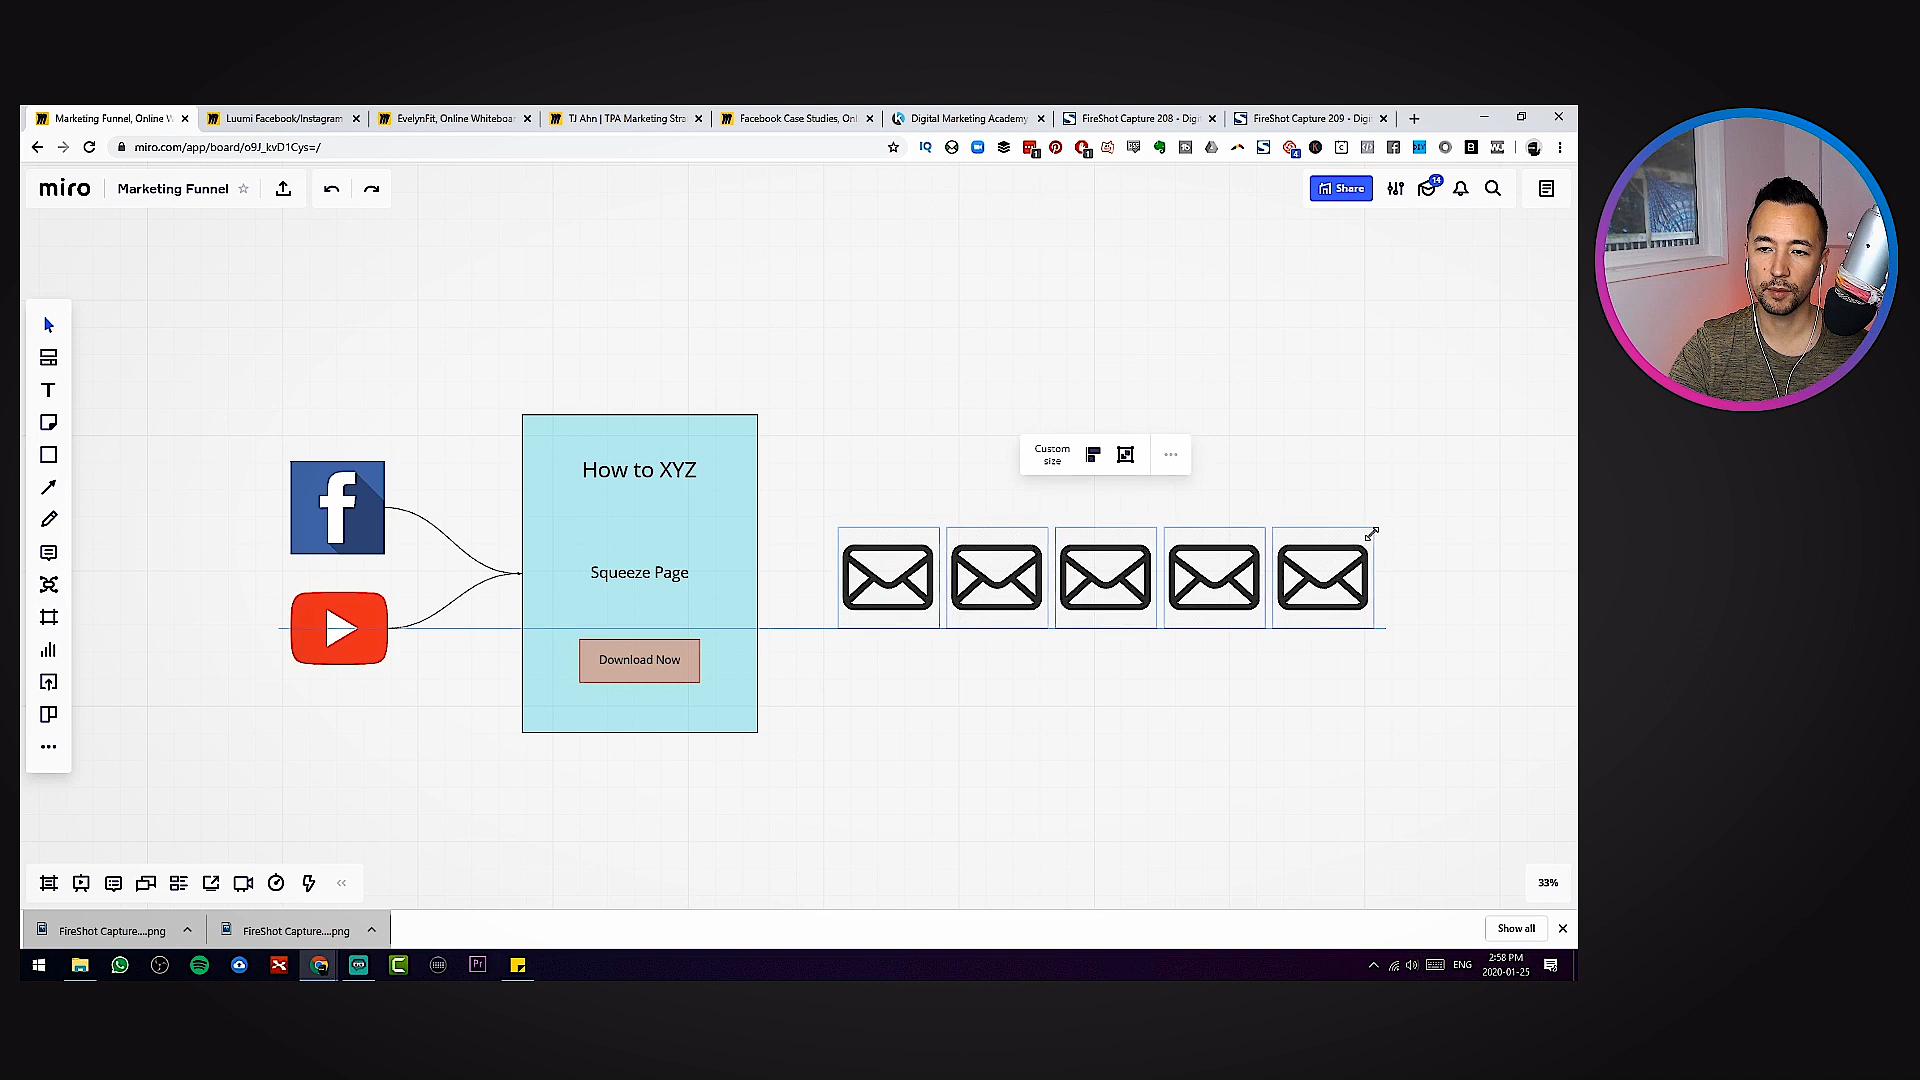 Marketing Funnel, Online W
Luumi Facebook/Instagram
EvelynFit, Online Whiteboar
TJ Ahn | TPA Marketing Stra
Facebook Case Studies, Onl
Digital Marketing Academy
FireShot Capture 208 - Digi
FireShot Capture 209 - Digi
miro.com/app/board/o9J_kvD1Cys=/
miro
Marketing Funnel
Share
14
Custom
size
How to XYZ
Squeeze Page
Download Now
33%
FireShot Capture....png
FireShot Capture....png
Show all
ENG
2:58 PM
2020-01-25